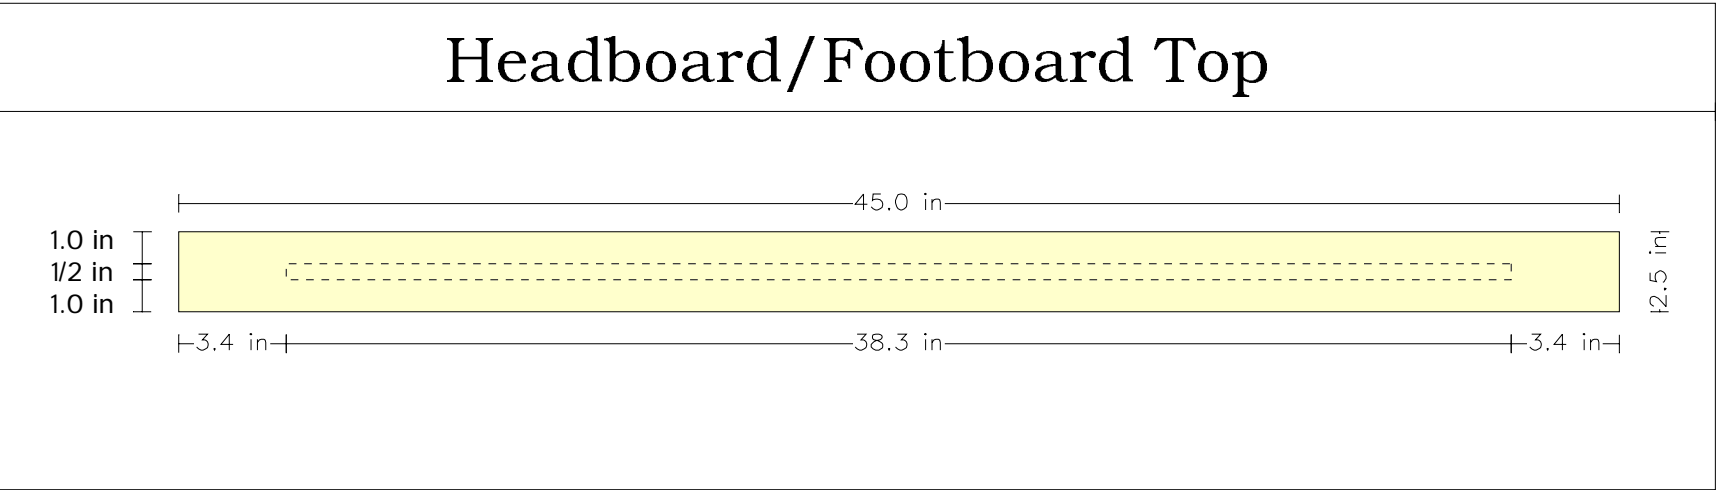 Headboard/Footboard Top
45.0 in
1.0 in
1/2 in
1.0 in
2.5 in
3.4 in
38.3 in
3.4 in